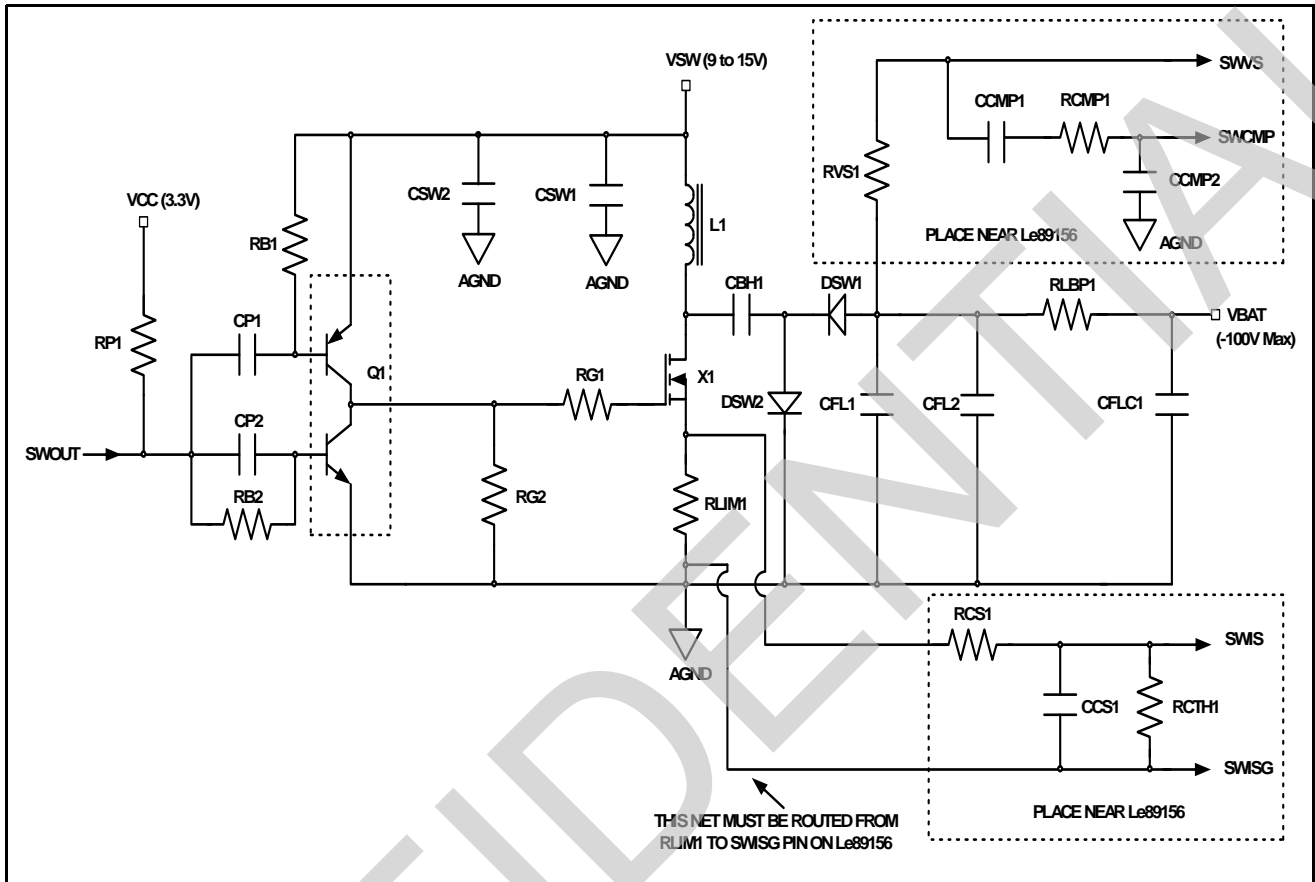 VSW (9 to 15V)
SWVS
CCMP1
RCMP1
SWCMP
CCMP2
RVS1
AGND
PLACE NEAR Le89156
VCC (3.3V)
CSW2
CSW1
L1
RB1
AGND
AGND
CBH1
DSW1
RLBP1
VBAT
(-100V Max)
RP1
CP1
Q1
RG1
X1
DSW2
CFL1
CFL2
CFLC1
CP2
SWOUT
RB2
RG2
RLIM1
AGND
RCS1
SWIS
CCS1
RCTH1
SWISG
PLACE NEAR Le89156
THIS NET MUST BE ROUTED FROM
RLIM1 TO SWISG PIN ON Le89156
FIDENTIAL